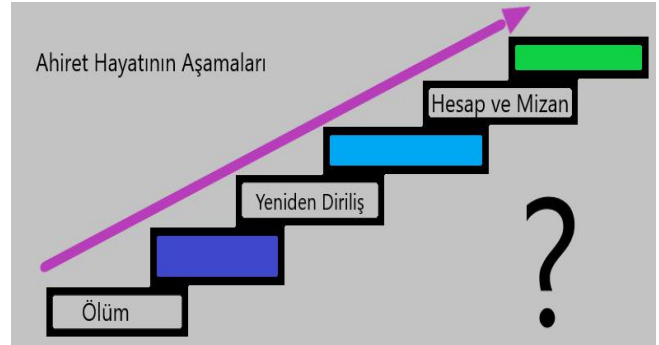 Ahiret Hayatının Aşamaları
Hesap ve Mizan
Yeniden Diriliş
Ölüm
?